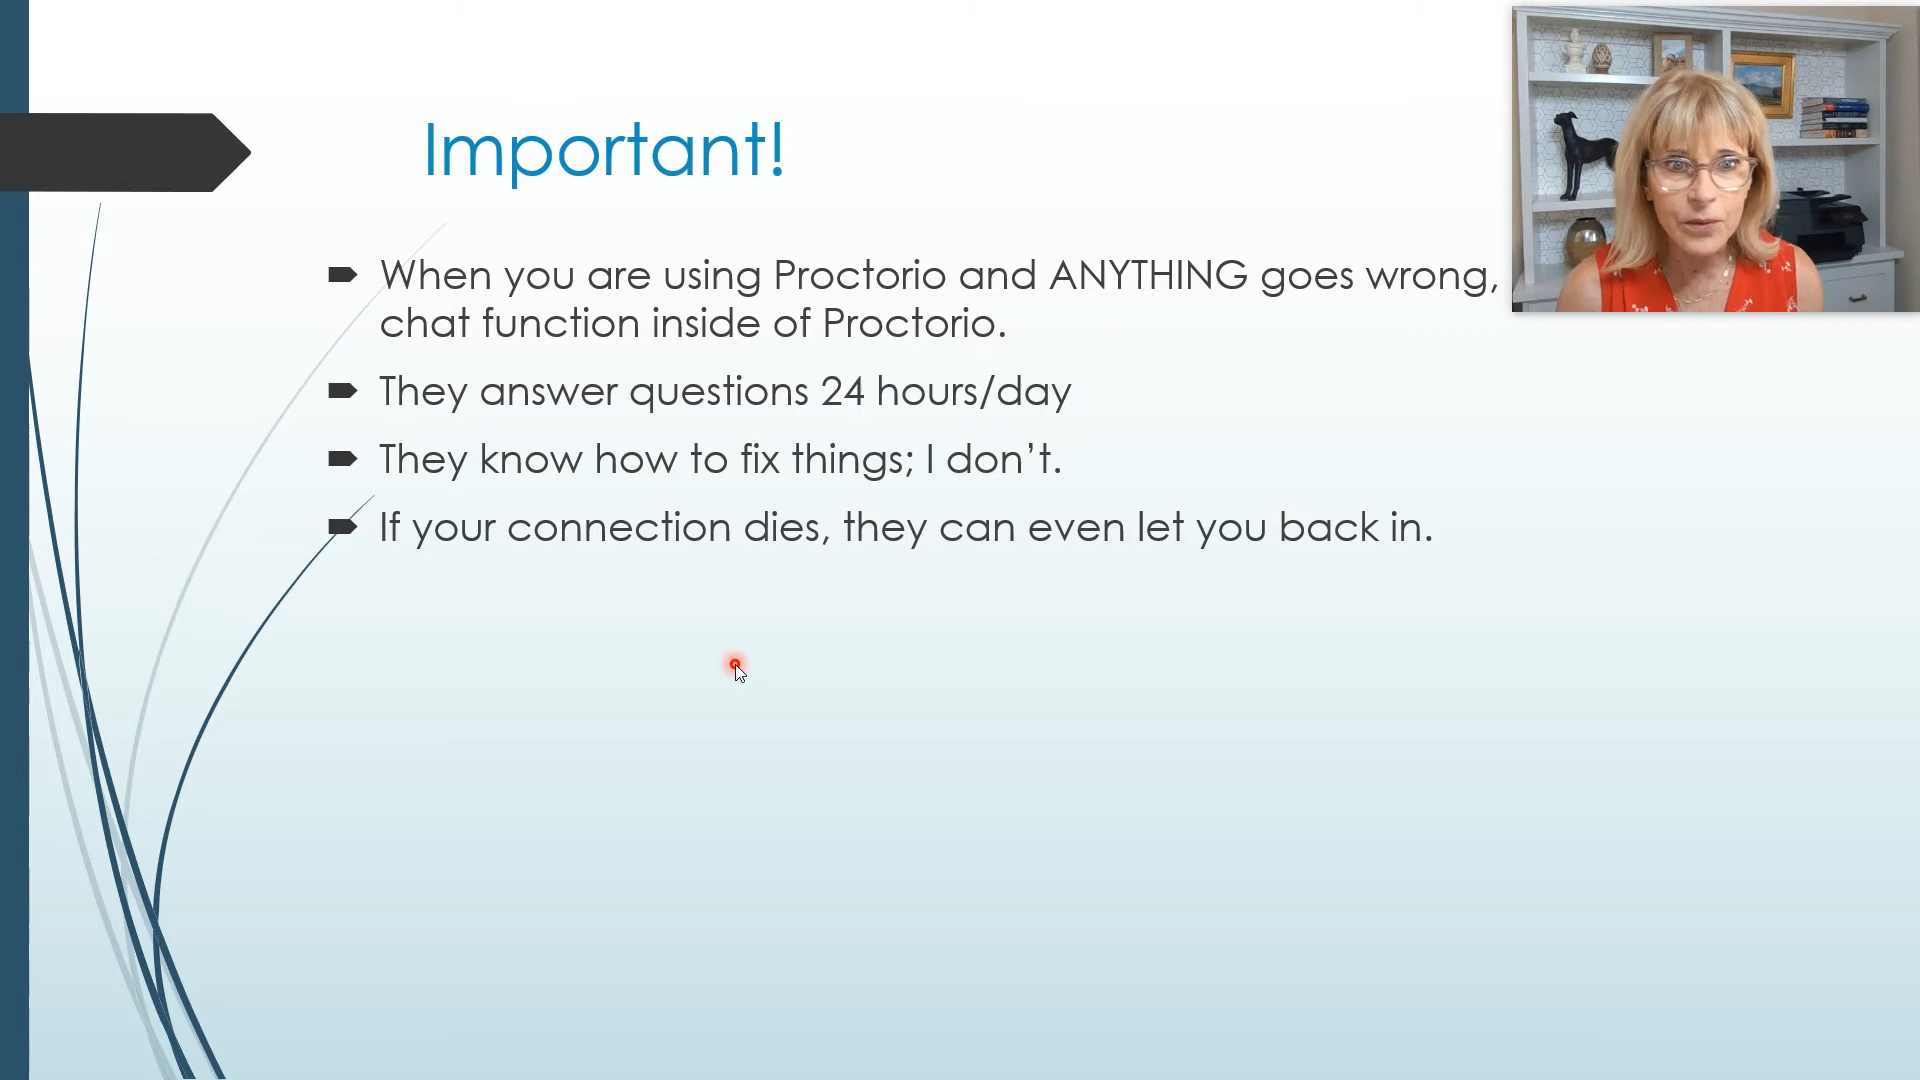 Important!
When you are using Proctorio and ANYTHING goes wrong,
chat function inside of Proctorio.
They answer questions 24 hours/day
They know how to fix things; I don’t.
If your connection dies, they can even let you back in.